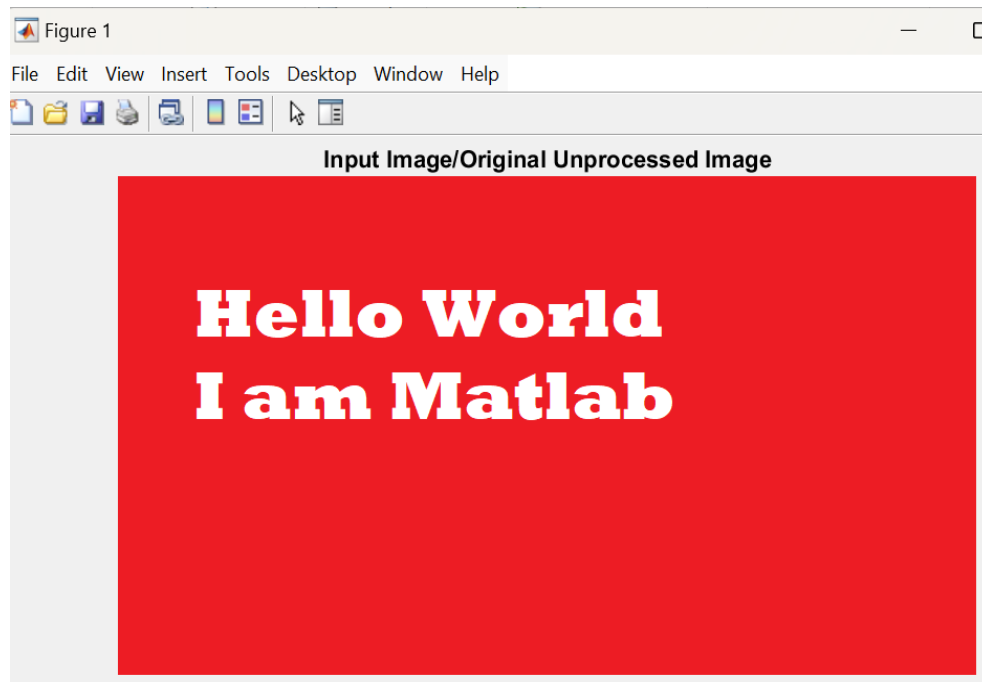 Figure 1
File Edit View Insert Tools Desktop Window Help
Input Image/Original Unprocessed Image
Hello World
I am Matlab